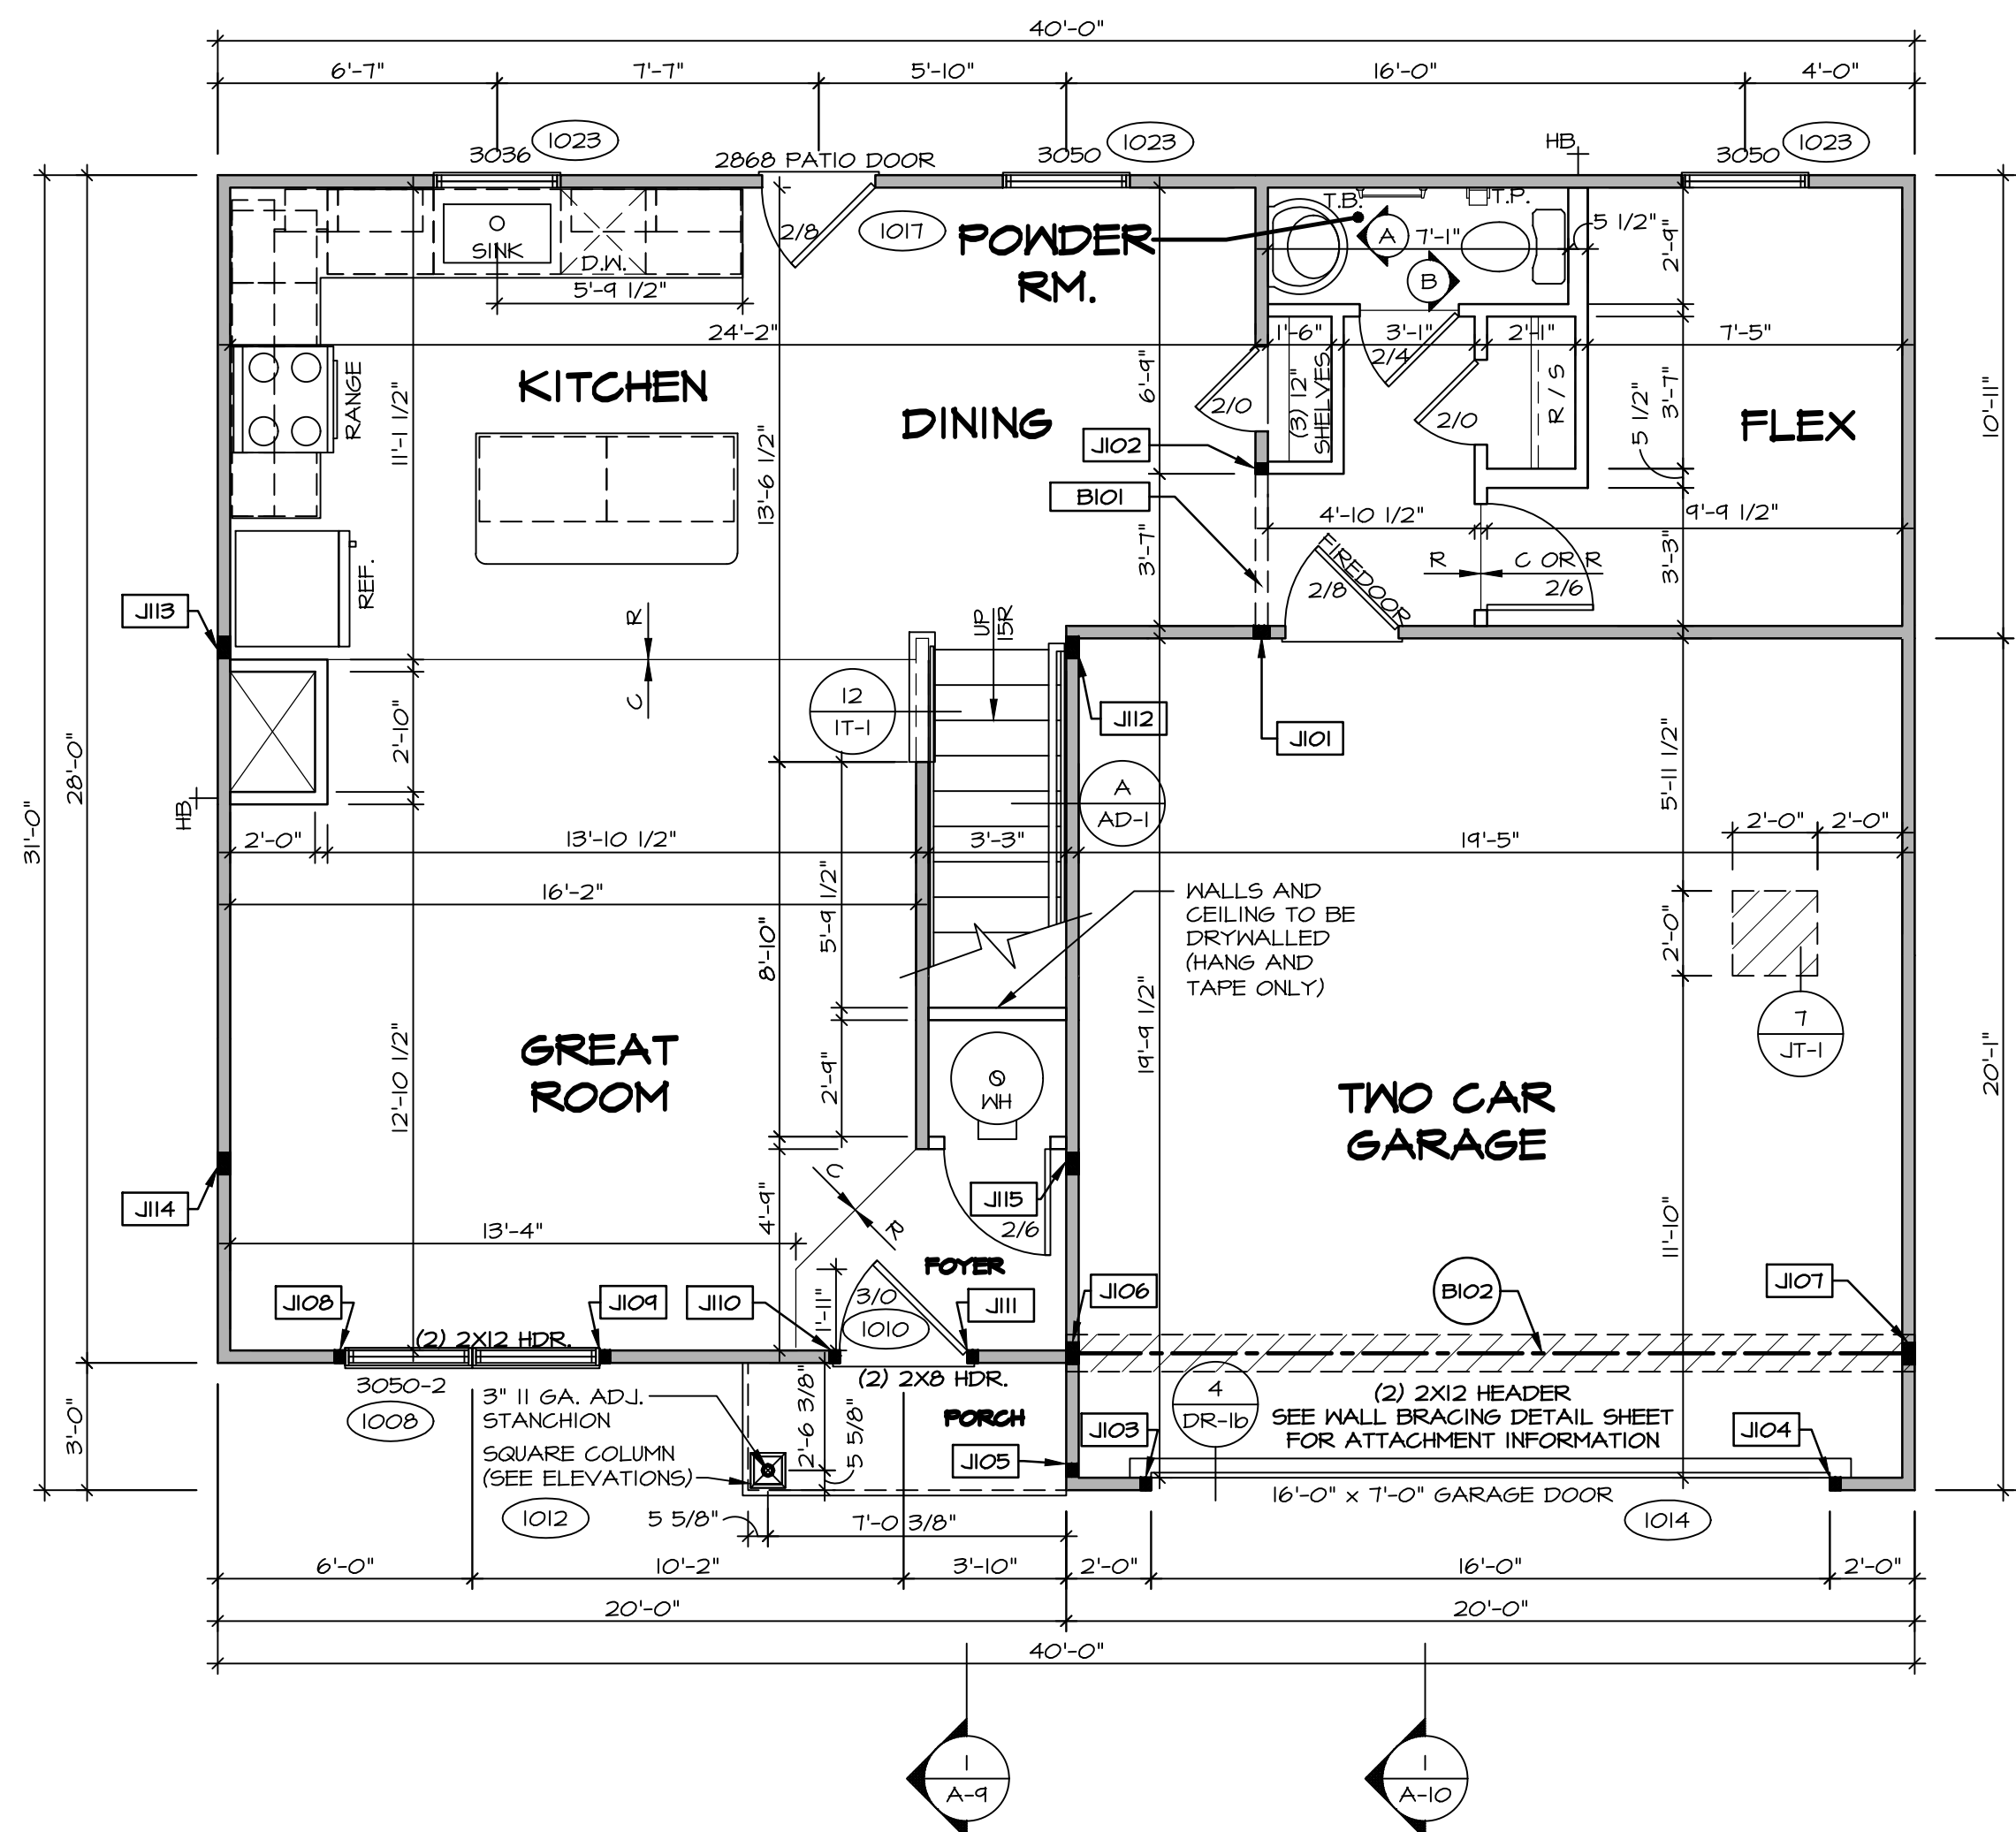 40'-0"
6'-7"
7'-7"
5'-10"
16'-0"
4'-0"
1023
1023
1023
HB
3036
2868 PATIO DOOR
3050
3050
2/8
1017
POWDER
RM.
T.B.
T.P.
A
7'-1"
B
5 1/2"
2'-9"
SINK
D.W.
5'-9 1/2"
24'-2"
1'-6"
3'-1"
2'-1"
7'-5"
2/4
RANGE
KITCHEN
DINING
11'-1 1/2"
13'-6 1/2"
6'-9"
2/0
(3) 12"
SHELVES
2/0
R / S
5 1/2"
3'-7"
FLEX
10'-11"
J102
B101
3'-7"
4'-10 1/2"
9'-9 1/2"
3'-3"
FIREDOOR
2/8
R
C OR R
2/6
REF.
J113
R
C
UP
15R
12
1T-1
J112
J101
2'-10"
A
AD-1
5'-11 1/2"
28'-0"
31'-0"
HB
2'-0"
13'-10 1/2"
3'-3"
19'-5"
2'-0"
2'-0"
16'-2"
5'-9 1/2"
8'-10"
WALLS AND
CEILING TO BE
DRYWALLED
(HANG AND
TAPE ONLY)
2'-0"
7
JT-1
19'-9 1/2"
GREAT
ROOM
12'-10 1/2"
2'-9"
S
WH
TWO CAR
GARAGE
20'-1"
J114
J115
2/6
C
R
4'-9"
13'-4"
11'-10"
FOYER
J108
J109
J110
1'-11"
3/0
1010
J111
J106
B102
J107
(2) 2X12 HDR.
3050-2
1008
3" 11 GA. ADJ.
STANCHION
SQUARE COLUMN
(SEE ELEVATIONS)
1012
2'-6 3/8"
5 5/8"
(2) 2X8 HDR.
PORCH
J105
J103
4
DR-1b
(2) 2X12 HEADER
SEE WALL BRACING DETAIL SHEET
FOR ATTACHMENT INFORMATION
J104
3'-0"
16'-0" x 7'-0" GARAGE DOOR
1014
5 5/8"
7'-0 3/8"
6'-0"
10'-2"
3'-10"
2'-0"
16'-0"
2'-0"
20'-0"
20'-0"
40'-0"
1
A-9
1
A-10